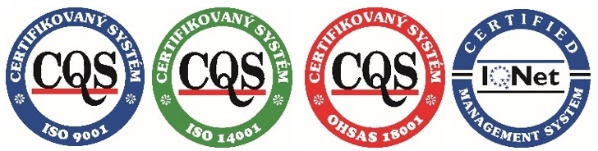 CERTIFIKOVANÝ SYSTÉM
CQS
ISO 9001
CERTIFIKOVANÝ SYSTÉM
CQS
ISO 14001
CERTIFIKOVANÝ SYSTÉM
CQS
OHSAS 18001
CERTIFIED
IQNet
MANAGEMENT SYSTEM